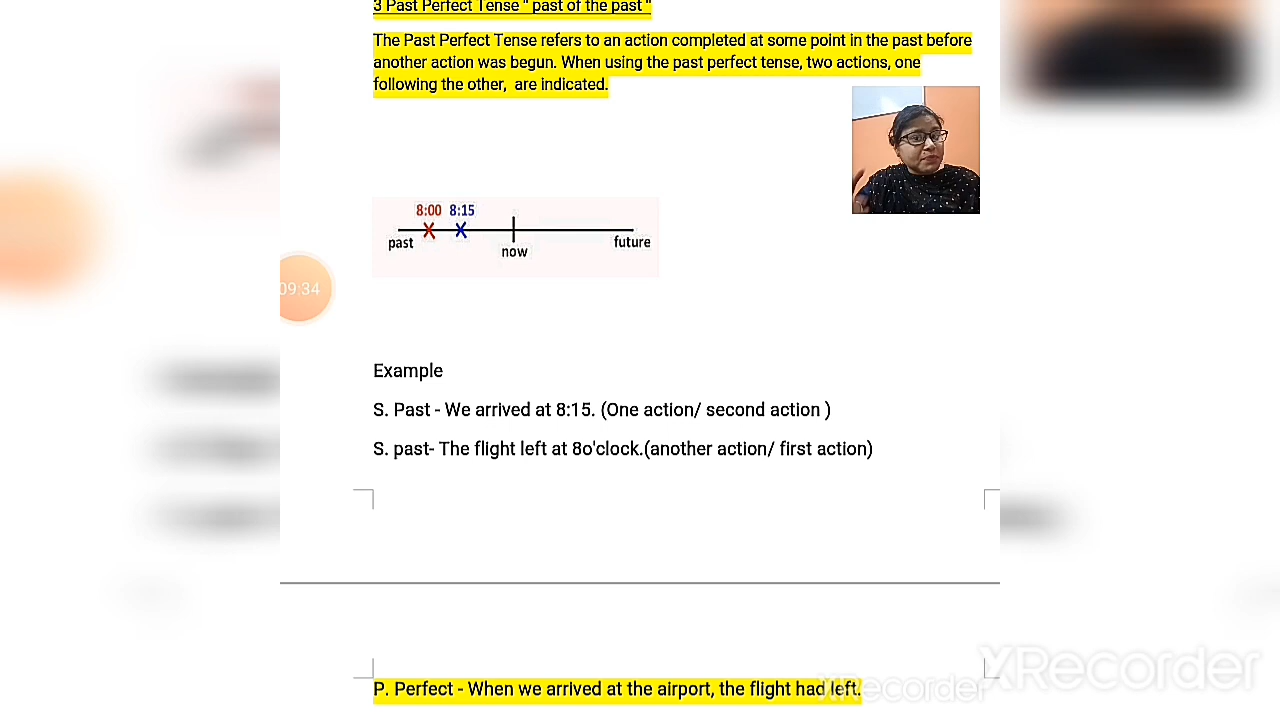 3 Past Perfect Tense " past of the past "
The Past Perfect Tense refers to an action completed at some point in the past before
another action was begun. When using the past perfect tense, two actions, one
following the other, are indicated.
8:00 8:15
past now future
09:34
Example
S. Past - We arrived at 8:15. (One action/ second action )
S. past- The flight left at 8o'clock.(another action/ first action)
P. Perfect - When we arrived at the airport, the flight had left.
XRecorder
XRecorder